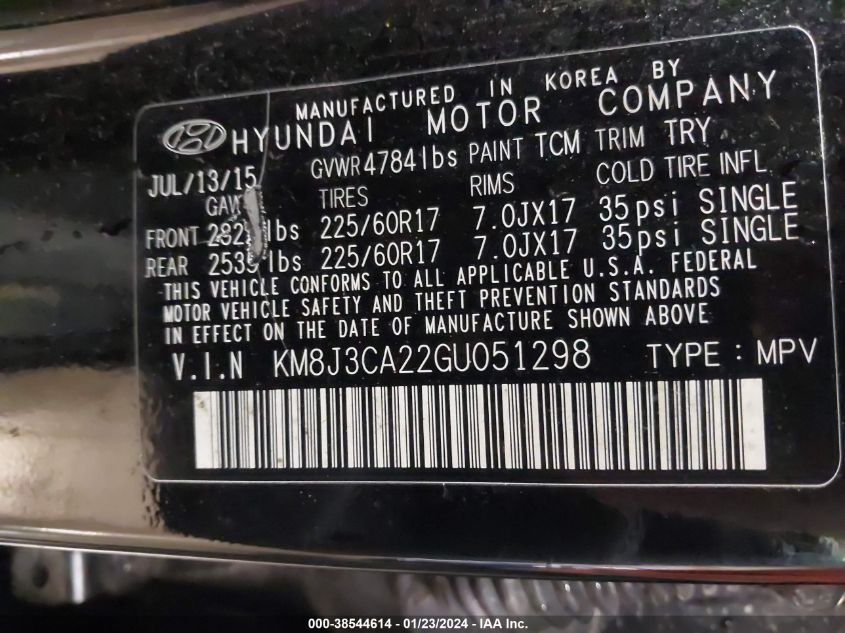 MANUFACTURED IN KOREA BY
HYUNDAI MOTOR COMPANY
JUL/13/15 GVWR 4784lbs PAINT TCM TRIM TRY
TIRES RIMS COLD TIRE INFL
FRONT lbs 225/60R17 7.0JX17 35psi SINGLE
REAR lbs 225/60R17 7.0JX17 35psi SINGLE
THIS VEHICLE CONFORMS TO ALL APPLICABLE U.S.A. FEDERAL
MOTOR VEHICLE SAFETY AND THEFT PREVENTION STANDARDS
IN EFFECT ON THE DATE OF MANUFACTURE SHOWN ABOVE
V.I.N KM8J3CA22GU051298 TYPE : MPV
000-38544614 - 01/23/2024 - IAA Inc.